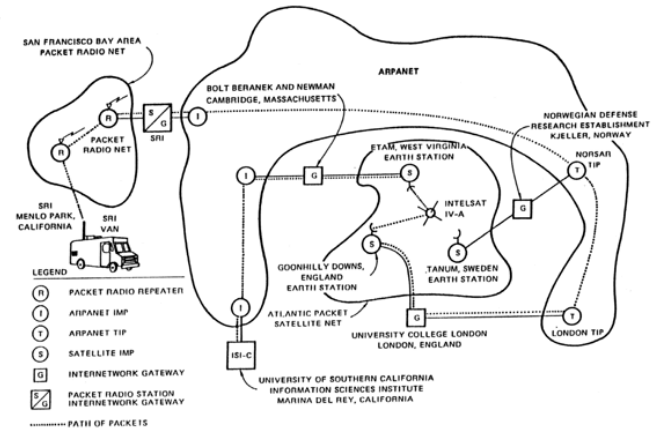 SAN FRANCISCO BAY AREA
PACKET RADIO NET
ARPANET
BOLT BERANEK AND NEWMAN
CAMBRIDGE, MASSACHUSETTS
NORWEGIAN DEFENSE
RESEARCH ESTABLISHMENT
KJELLER, NORWAY
R
S/G
I
SRI
PACKET
RADIO NET
R
ETAM, WEST VIRGINIA
EARTH STATION
NORSAR
TIP
T
I
G
S
INTELSAT
IV-A
G
SRI
MENLO PARK,
CALIFORNIA
SRI
VAN
S
S
GOONHILLY DOWNS,
ENGLAND
EARTH STATION
TANUM, SWEDEN
EARTH STATION
ATLANTIC PACKET
SATELLITE NET
I
G
T
UNIVERSITY COLLEGE LONDON
LONDON, ENGLAND
LONDON TIP
ISI-C
UNIVERSITY OF SOUTHERN CALIFORNIA
INFORMATION SCIENCES INSTITUTE
MARINA DEL REY, CALIFORNIA
LEGEND
R PACKET RADIO REPEATER
I ARPANET IMP
T ARPANET TIP
S SATELLITE IMP
G INTERNETWORK GATEWAY
S/G PACKET RADIO STATION
INTERNETWORK GATEWAY
PATH OF PACKETS